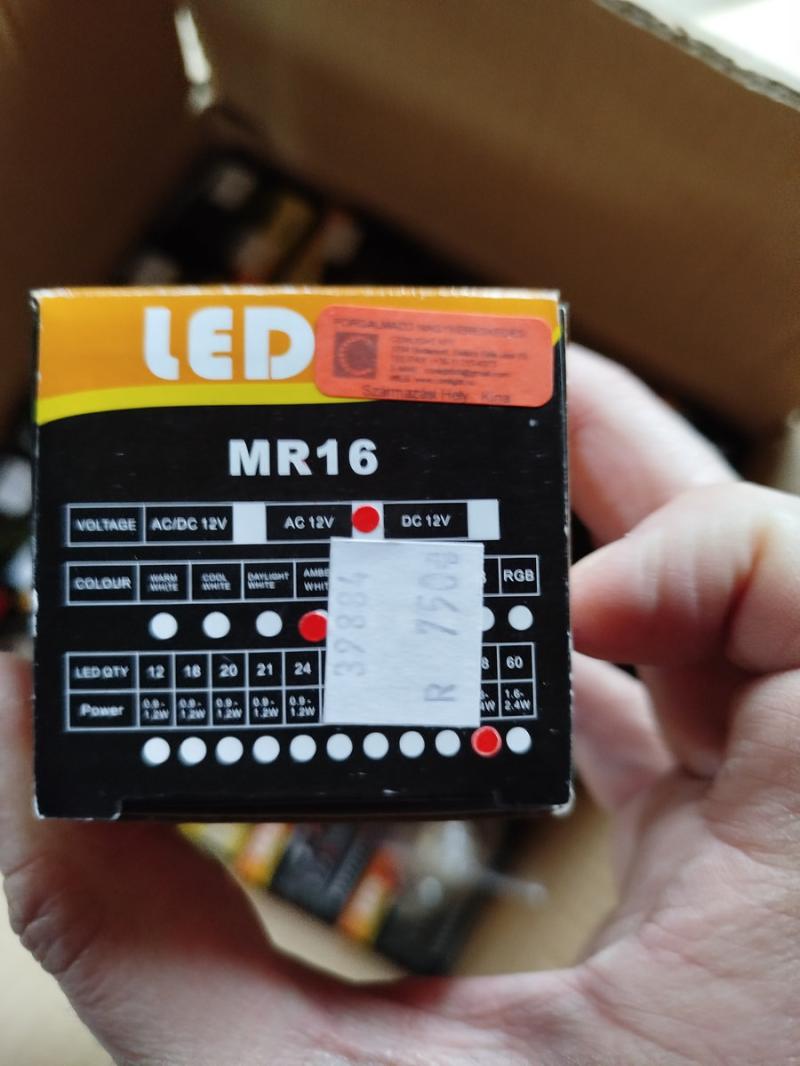 LED
FORGALMAZÓ NAGYKERESKEDÉS:
Származási Hely : Kína
MR16
VOLTAGE AC/DC 12V AC 12V DC 12V
COLOUR WARM WHITE COOL WHITE DAYLIGHT WHITE RGB
39884
R 7500
LED QTY 12 18 20 21 24 60
Power 0.9-1.2W 0.9-1.2W 0.9-1.2W 0.9-1.2W 0.9-1.2W 1.6-2.4W